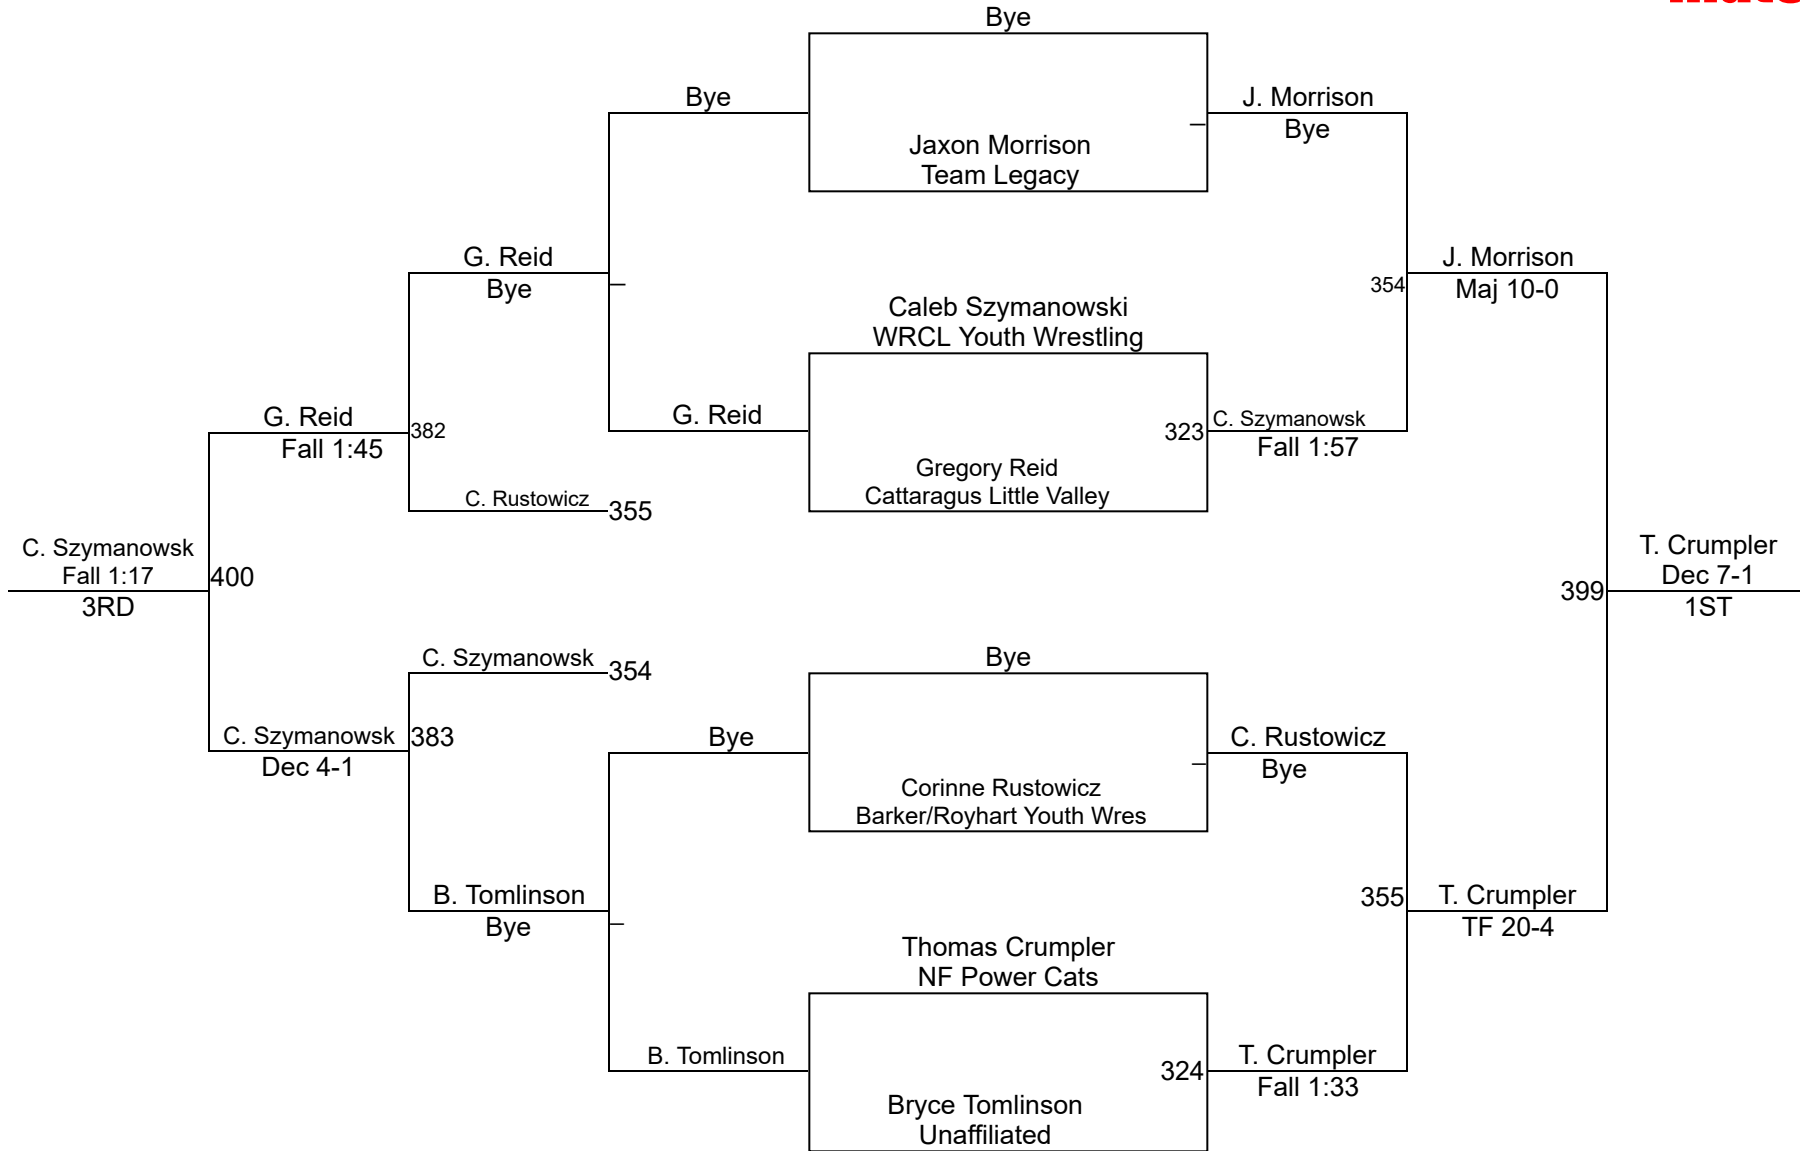 Bye
Bye
J. Morrison
Bye
Jaxon Morrison
Team Legacy
G. Reid
Bye
J. Morrison
354
Maj 10-0
Caleb Szymanowski
WRCL Youth Wrestling
G. Reid
382
Fall 1:45
G. Reid
323
C. Szymanowsk
Fall 1:57
Gregory Reid
Cattaragus Little Valley
C. Rustowicz
355
C. Szymanowsk
Fall 1:17
400
3RD
T. Crumpler
Dec 7-1
399
1ST
C. Szymanowsk
354
Bye
C. Szymanowsk
383
Dec 4-1
Bye
C. Rustowicz
Bye
Corinne Rustowicz
Barker/Royhart Youth Wres
B. Tomlinson
Bye
355
T. Crumpler
TF 20-4
Thomas Crumpler
NF Power Cats
B. Tomlinson
324
T. Crumpler
Fall 1:33
Bryce Tomlinson
Unaffiliated